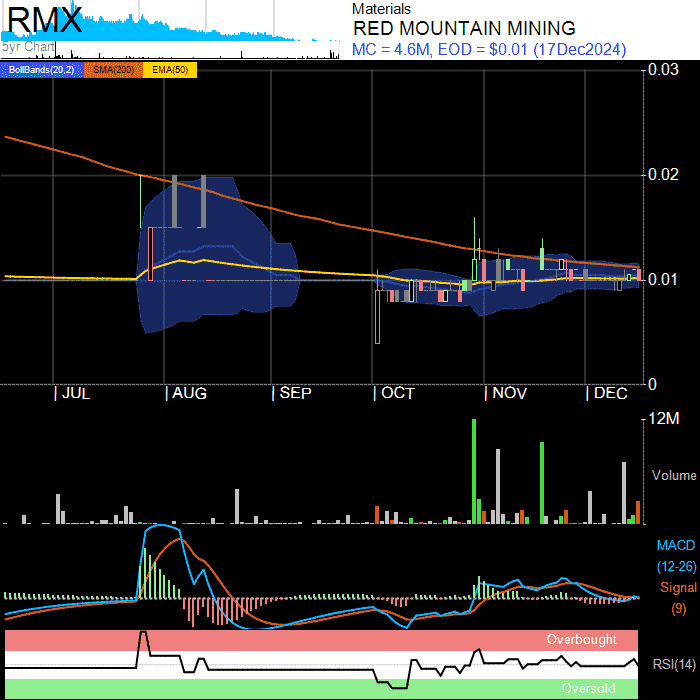 RMX
5yr Chart
Materials
RED MOUNTAIN MINING
MC = 4.6M, EOD = $0.01 (17Dec2024)
BollBands(20,2) SMA(200) EMA(50)
0.03
0.02
0.01
0
JUL AUG SEP OCT NOV DEC
12M
Volume
MACD
(12-26)
Signal
(9)
Overbought
RSI(14)
Oversold